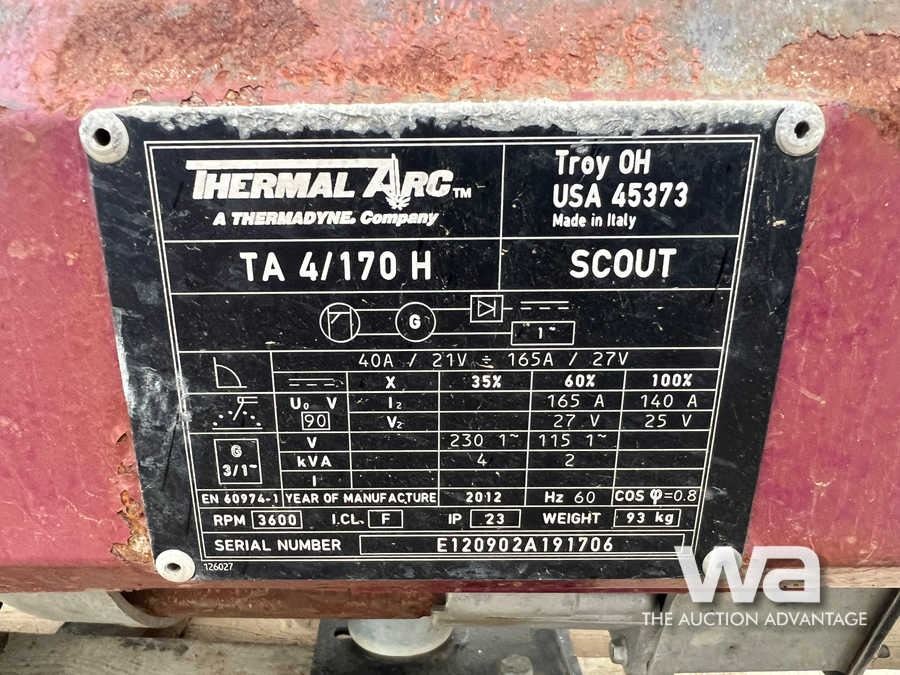 THERMAL ARC™
A THERMADYNE® Company
Troy OH
USA 45373
Made in Italy
TA 4/170 H
SCOUT
G
1~
40A / 21V ÷ 165A / 27V
X 35% 60% 100%
U₀ V I₂ 165 A 140 A
90 V₂ 27 V 25 V
G
3/1~
V 230 1~ 115 1~
kVA 4 2
I
EN 60974-1 YEAR OF MANUFACTURE 2012 Hz 60 COS φ=0.8
RPM 3600 I.CL. F IP 23 WEIGHT 93 kg
SERIAL NUMBER E120902A191706
126027
wa
THE AUCTION ADVANTAGE